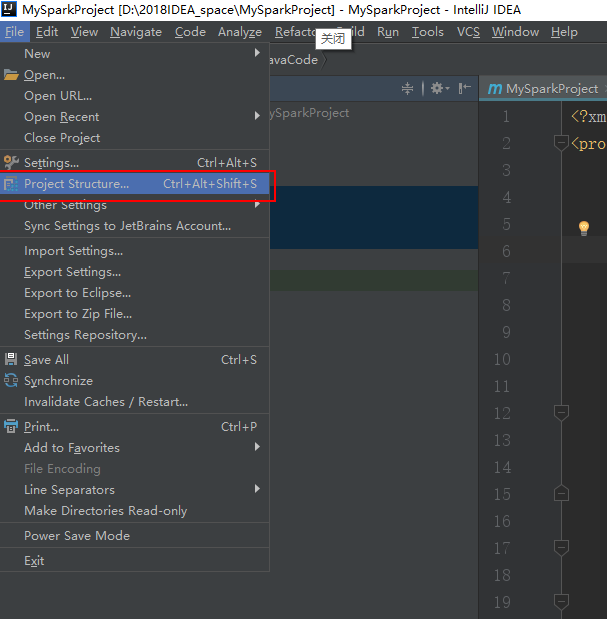 MySparkProject [D:\2018IDEA_space\MySparkProject] - MySparkProject - IntelliJ IDEA
File Edit View Navigate Code Analyze Refacto ild Run Tools VCS Window Help
关闭
New
avaCode
Open...
MySparkProject
Open URL...
Open Recent
ySparkProject
Close Project
Settings... Ctrl+Alt+S
Project Structure... Ctrl+Alt+Shift+S
Other Settings
Sync Settings to JetBrains Account...
Import Settings...
Export Settings...
Export to Eclipse...
Export to Zip File...
Settings Repository...
Save All Ctrl+S
Synchronize
Invalidate Caches / Restart...
Print... Ctrl+P
Add to Favorites
File Encoding
Line Separators
Make Directories Read-only
Power Save Mode
Exit
1 <?xm
2 <pro
3
4
5
6
7
8
9
10
11
12
13
14
15
16
17
18
19